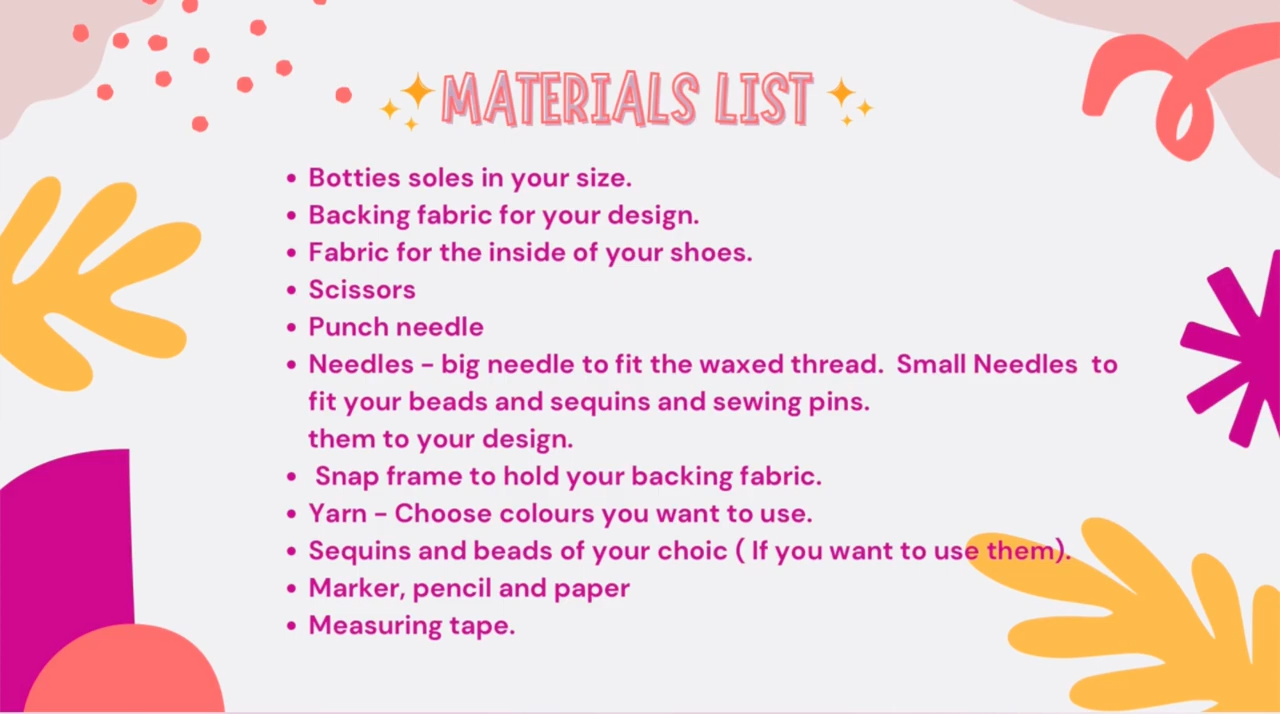 MATERIALS LIST
• Botties soles in your size.
• Backing fabric for your design.
• Fabric for the inside of your shoes.
• Scissors
• Punch needle
• Needles – big needle to fit the waxed thread.  Small Needles  to
fit your beads and sequins and sewing pins.
them to your design.
•  Snap frame to hold your backing fabric.
• Yarn – Choose colours you want to use.
• Sequins and beads of your choic ( If you want to use them).
• Marker, pencil and paper
• Measuring tape.